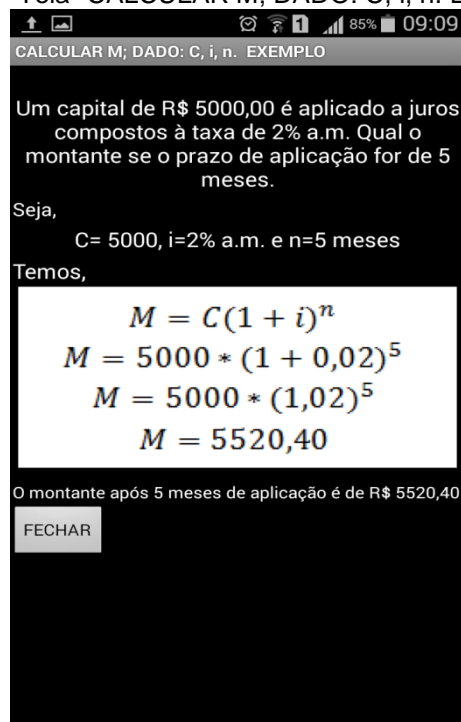 CALCULAR M; DADO: C, i, n.
1 85% 09:09
CALCULAR M; DADO: C, i, n. EXEMPLO
Um capital de R$ 5000,00 é aplicado a juros
compostos à taxa de 2% a.m. Qual o
montante se o prazo de aplicação for de 5
meses.
Seja,
C= 5000, i=2% a.m. e n=5 meses
Temos,
M = C(1 + i)ⁿ
M = 5000 * (1 + 0,02)⁵
M = 5000 * (1,02)⁵
M = 5520,40
O montante após 5 meses de aplicação é de R$ 5520,40
FECHAR